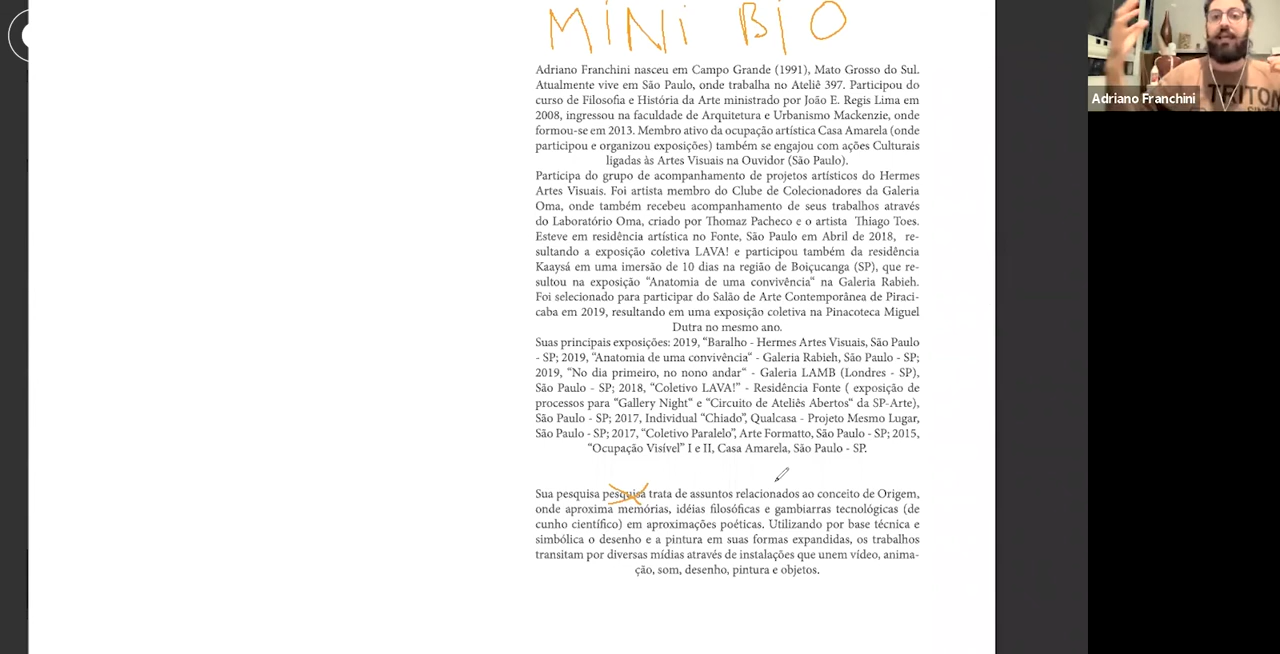 MiNi BiO
Adriano Franchini nasceu em Campo Grande (1991), Mato Grosso do Sul.
Atualmente vive em São Paulo, onde trabalha no Ateliê 397. Participou do
curso de Filosofia e História da Arte ministrado por João E. Regis Lima em
2008, ingressou na faculdade de Arquitetura e Urbanismo Mackenzie, onde
formou-se em 2013. Membro ativo da ocupação artística Casa Amarela (onde
participou e organizou exposições) também se engajou com ações Culturais
ligadas às Artes Visuais na Ouvidor (São Paulo).
Participa do grupo de acompanhamento de projetos artísticos do Hermes
Artes Visuais. Foi artista membro do Clube de Colecionadores da Galeria
Oma, onde também recebeu acompanhamento de seus trabalhos através
do Laboratório Oma, criado por Thomaz Pacheco e o artista Thiago Toes.
Esteve em residência artística no Fonte, São Paulo em Abril de 2018, re-
sultando a exposição coletiva LAVA! e participou também da residência
Kaaysá em uma imersão de 10 dias na região de Boiçucanga (SP), que re-
sultou na exposição “Anatomia de uma convivência“ na Galeria Rabieh.
Foi selecionado para participar do Salão de Arte Contemporânea de Piraci-
caba em 2019, resultando em uma exposição coletiva na Pinacoteca Miguel
Dutra no mesmo ano.
Suas principais exposições: 2019, “Baralho - Hermes Artes Visuais, São Paulo
- SP; 2019, “Anatomia de uma convivência“ - Galeria Rabieh, São Paulo - SP;
2019, “No dia primeiro, no nono andar“ - Galeria LAMB (Londres - SP),
São Paulo - SP; 2018, “Coletivo LAVA!” - Residência Fonte ( exposição de
processos para “Gallery Night“ e “Circuito de Ateliês Abertos“ da SP-Arte),
São Paulo - SP; 2017, Individual “Chiado”, Qualcasa - Projeto Mesmo Lugar,
São Paulo - SP; 2017, “Coletivo Paralelo”, Arte Formatto, São Paulo - SP; 2015,
“Ocupação Visível” I e II, Casa Amarela, São Paulo - SP.
Sua pesquisa pesquisa trata de assuntos relacionados ao conceito de Origem,
onde aproxima memórias, idéias filosóficas e gambiarras tecnológicas (de
cunho científico) em aproximações poéticas. Utilizando por base técnica e
simbólica o desenho e a pintura em suas formas expandidas, os trabalhos
transitam por diversas mídias através de instalações que unem vídeo, anima-
ção, som, desenho, pintura e objetos.
TRITON
Adriano Franchini